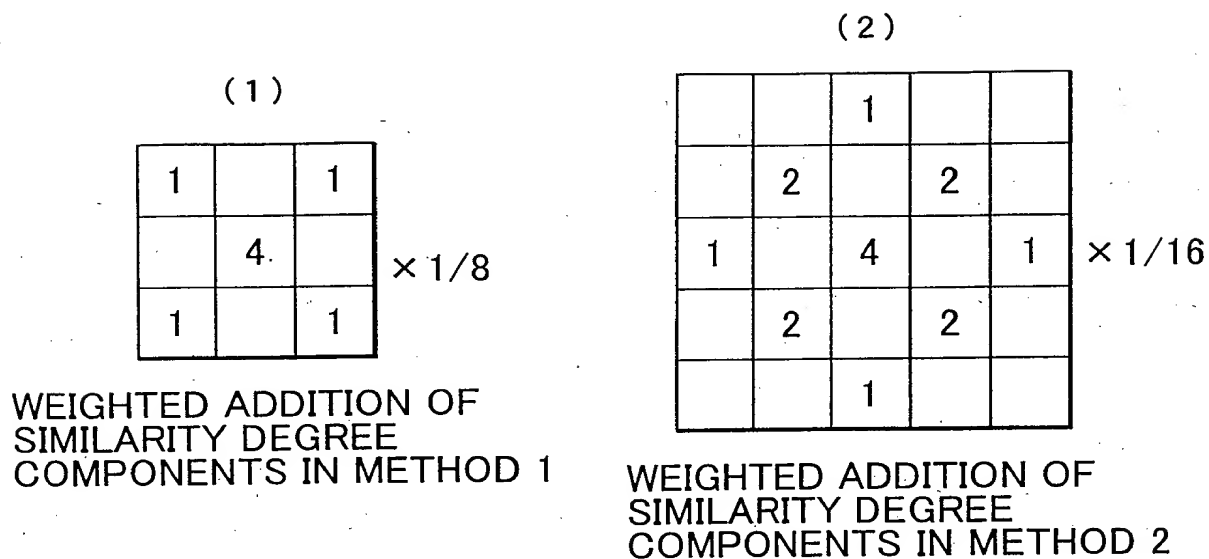 (1)
1 1
4
1 1
× 1/8
WEIGHTED ADDITION OF
SIMILARITY DEGREE
COMPONENTS IN METHOD 1
(2)
1
2 2
1 4 1
2 2
1
× 1/16
WEIGHTED ADDITION OF
SIMILARITY DEGREE
COMPONENTS IN METHOD 2